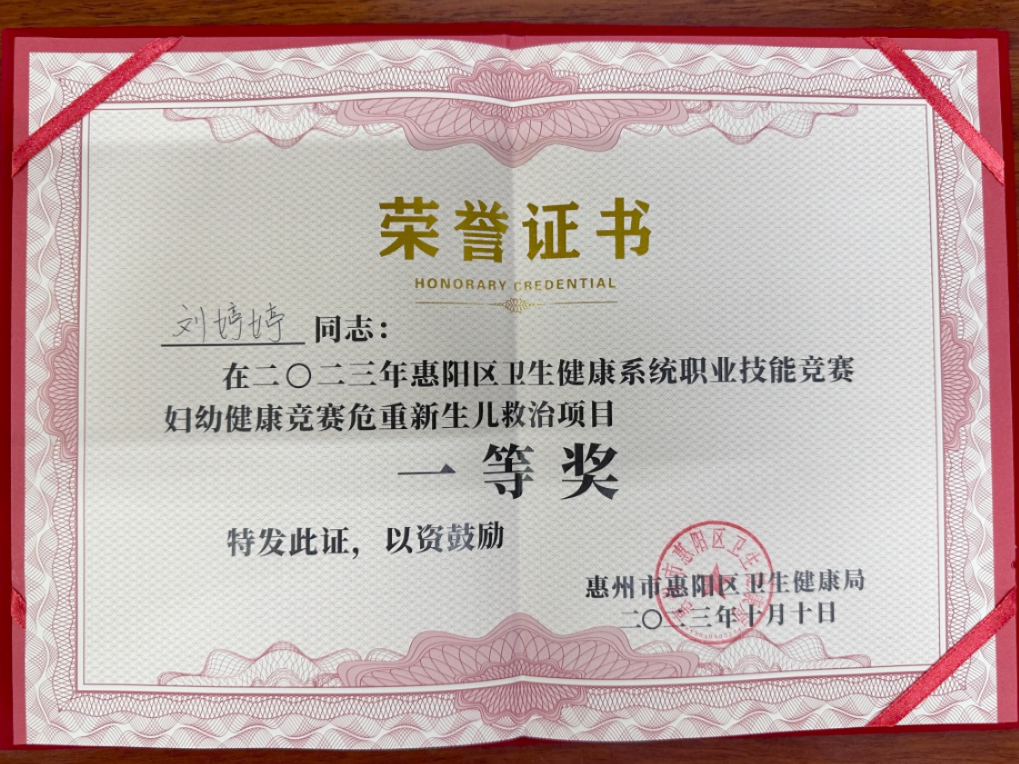 荣誉证书
HONORARY CREDENTIAL
刘婷婷 同志：
在二〇二三年惠阳区卫生健康系统职业技能竞赛
妇幼健康竞赛危重新生儿救治项目
一等奖
特发此证，以资鼓励
惠州市惠阳区卫生健康局
二〇二三年十月十日